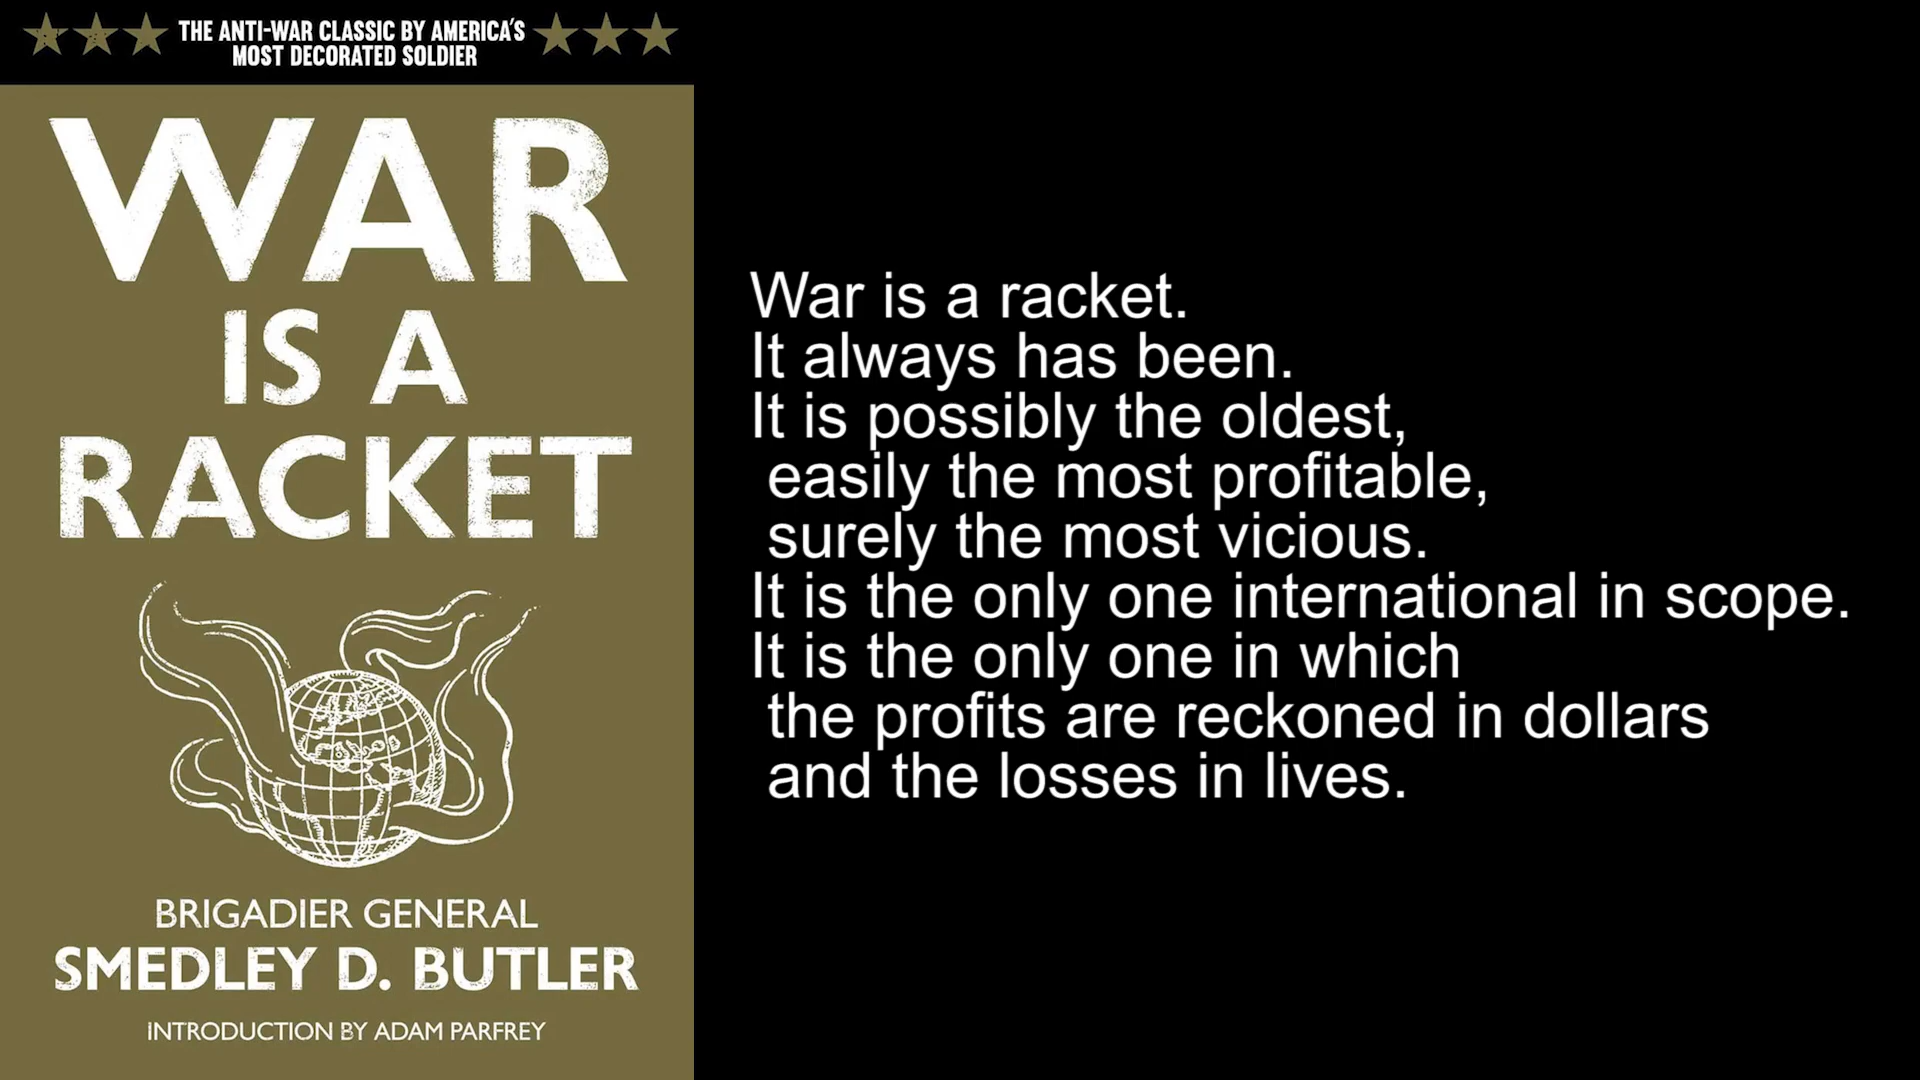 THE ANTI-WAR CLASSIC BY AMERICA'S
MOST DECORATED SOLDIER
WAR
IS A
RACKET
BRIGADIER GENERAL
SMEDLEY D. BUTLER
INTRODUCTION BY ADAM PARFREY
War is a racket.
It always has been.
It is possibly the oldest,
easily the most profitable,
surely the most vicious.
It is the only one international in scope.
It is the only one in which
the profits are reckoned in dollars
and the losses in lives.